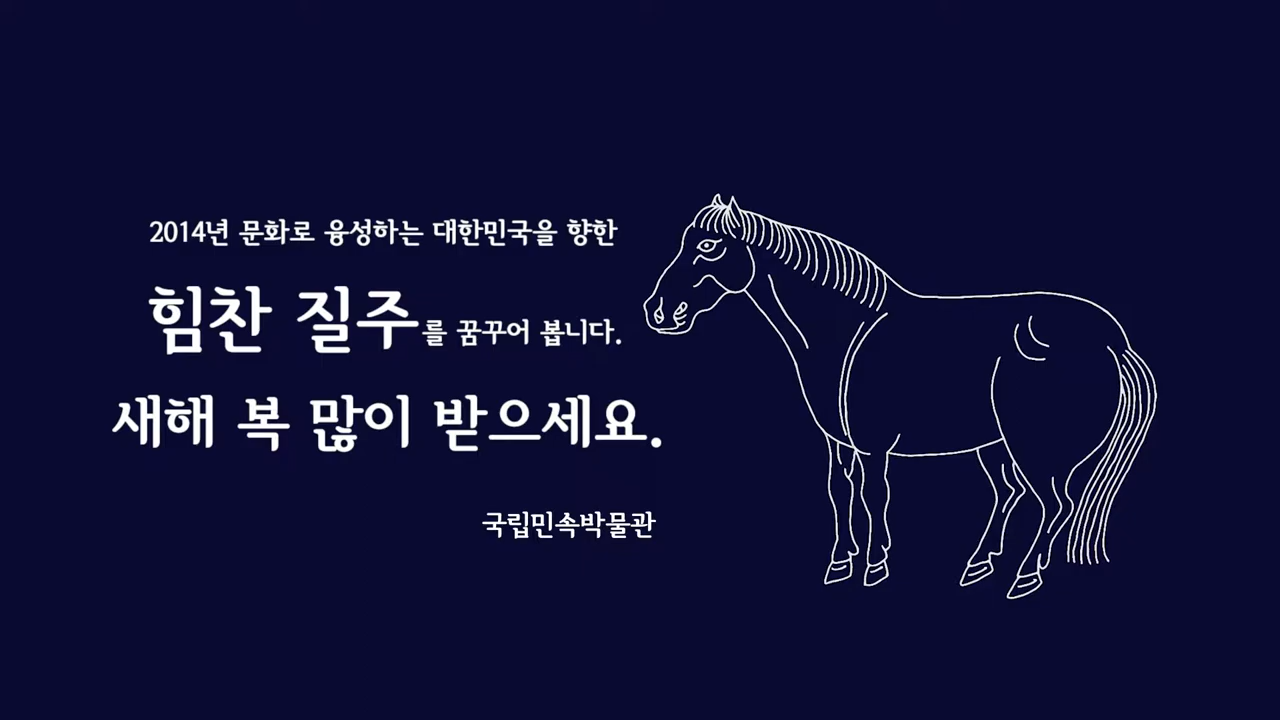 2014년 문화로 융성하는 대한민국을 향한
힘찬 질주를 꿈꾸어 봅니다.
새해 복 많이 받으세요.
국립민속박물관